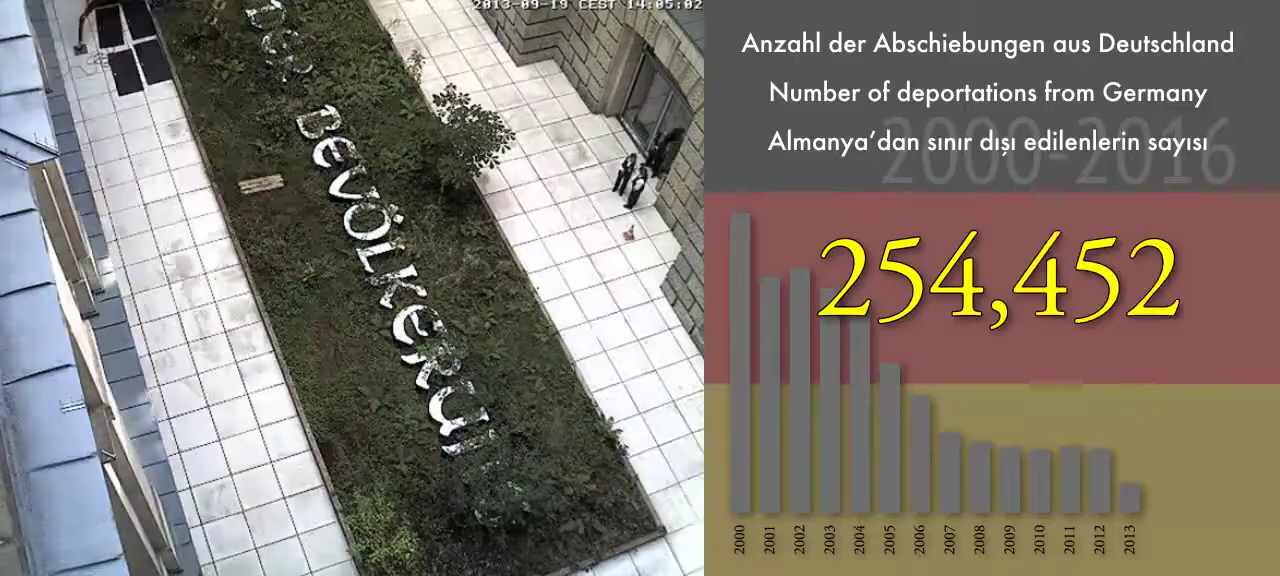 2013-09-19 CEST 14:05:02
DER BEVÖLKERU
Anzahl der Abschiebungen aus Deutschland
Number of deportations from Germany
Almanya’dan sınır dışı edilenlerin sayısı
2000-2016
254,452
2000 2001 2002 2003 2004 2005 2006 2007 2008 2009 2010 2011 2012 2013